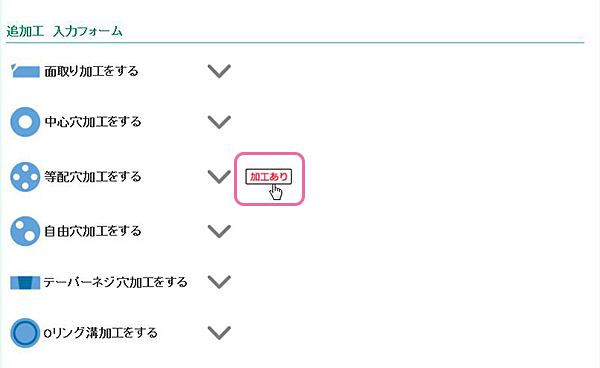 追加工 入力フォーム
面取り加工をする
中心穴加工をする
等配穴加工をする
加工あり
自由穴加工をする
テーパーネジ穴加工をする
Oリング溝加工をする